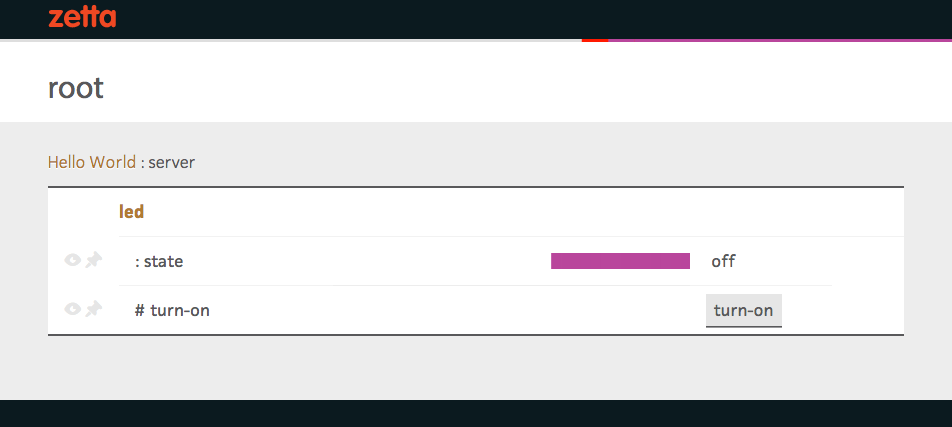 zetta
root
Hello World : server
led
: state off
# turn-on turn-on